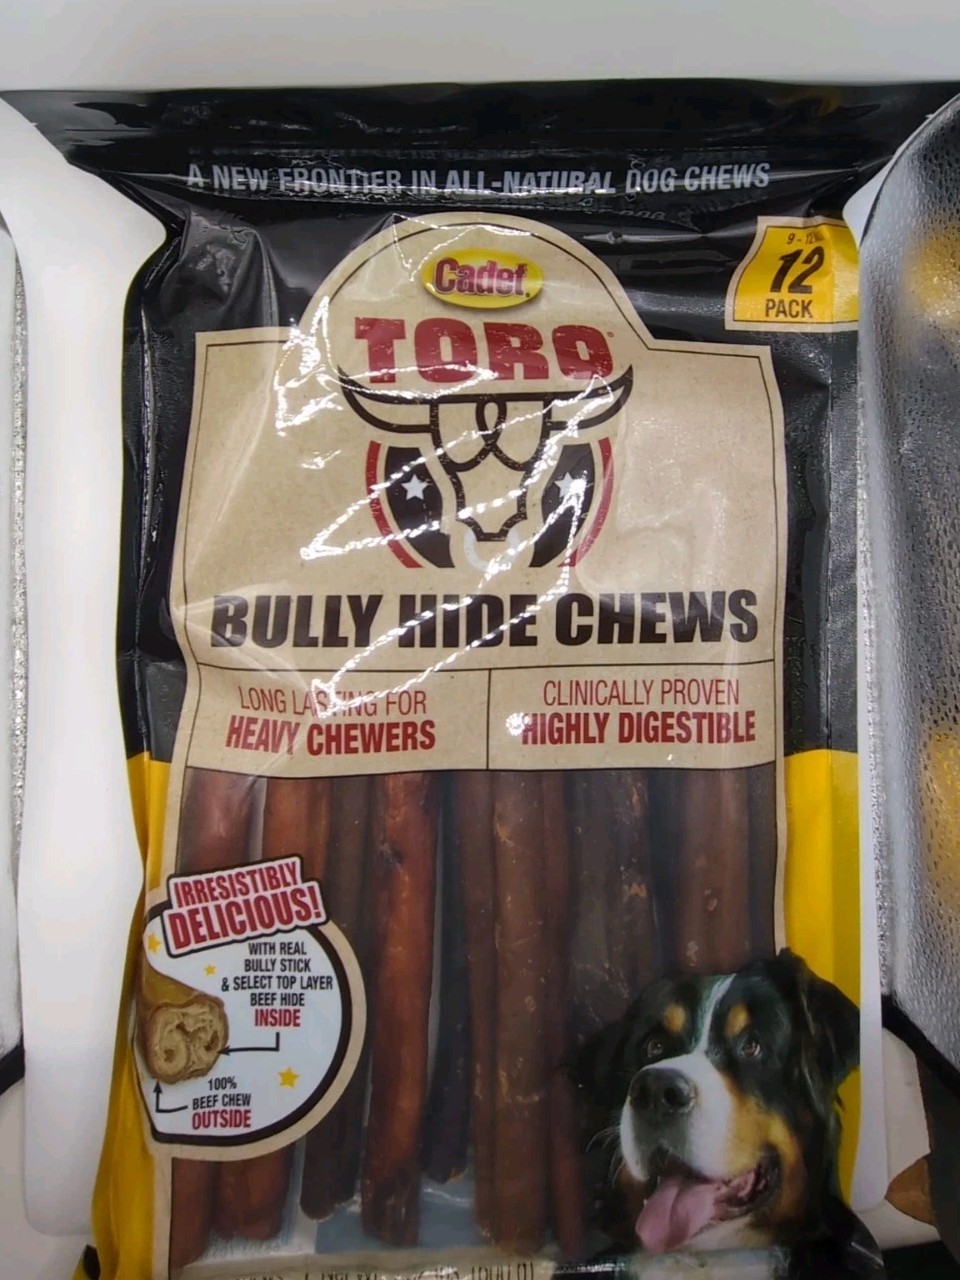 A NEW FRONTIER IN ALL-NATURAL DOG CHEWS
12
PACK
Cadet®
TORO®
BULLY HIDE CHEWS
LONG LASTING FOR
HEAVY CHEWERS
CLINICALLY PROVEN
HIGHLY DIGESTIBLE
IRRESISTIBLY
DELICIOUS!
WITH REAL
BULLY STICK
& SELECT TOP LAYER
BEEF HIDE
INSIDE
100%
BEEF CHEW
OUTSIDE